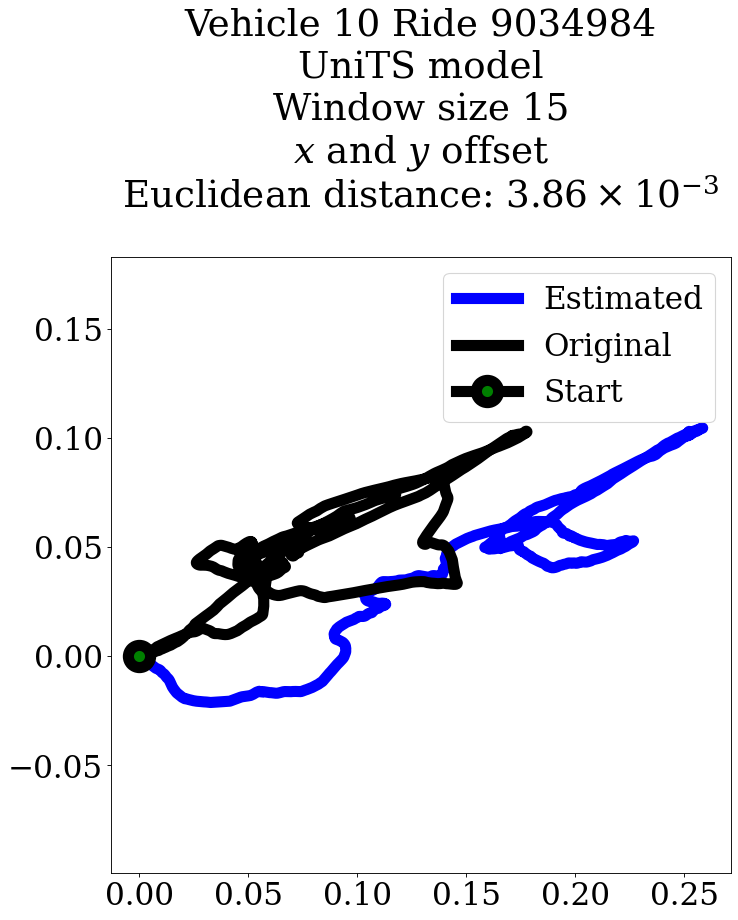 Vehicle 10 Ride 9034984
UniTS model
Window size 15
x and y offset
Euclidean distance: 3.86 × 10⁻³
Estimated
Original
Start
0.15
0.10
0.05
0.00
−0.05
0.00 0.05 0.10 0.15 0.20 0.25